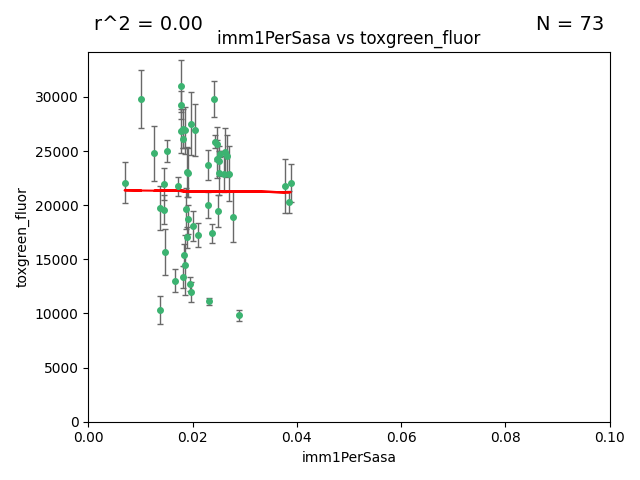 r^2 = 0.00
N = 73
imm1PerSasa vs toxgreen_fluor
toxgreen_fluor
30000
25000
20000
15000
10000
5000
0
0.00 0.02 0.04 0.06 0.08 0.10
imm1PerSasa